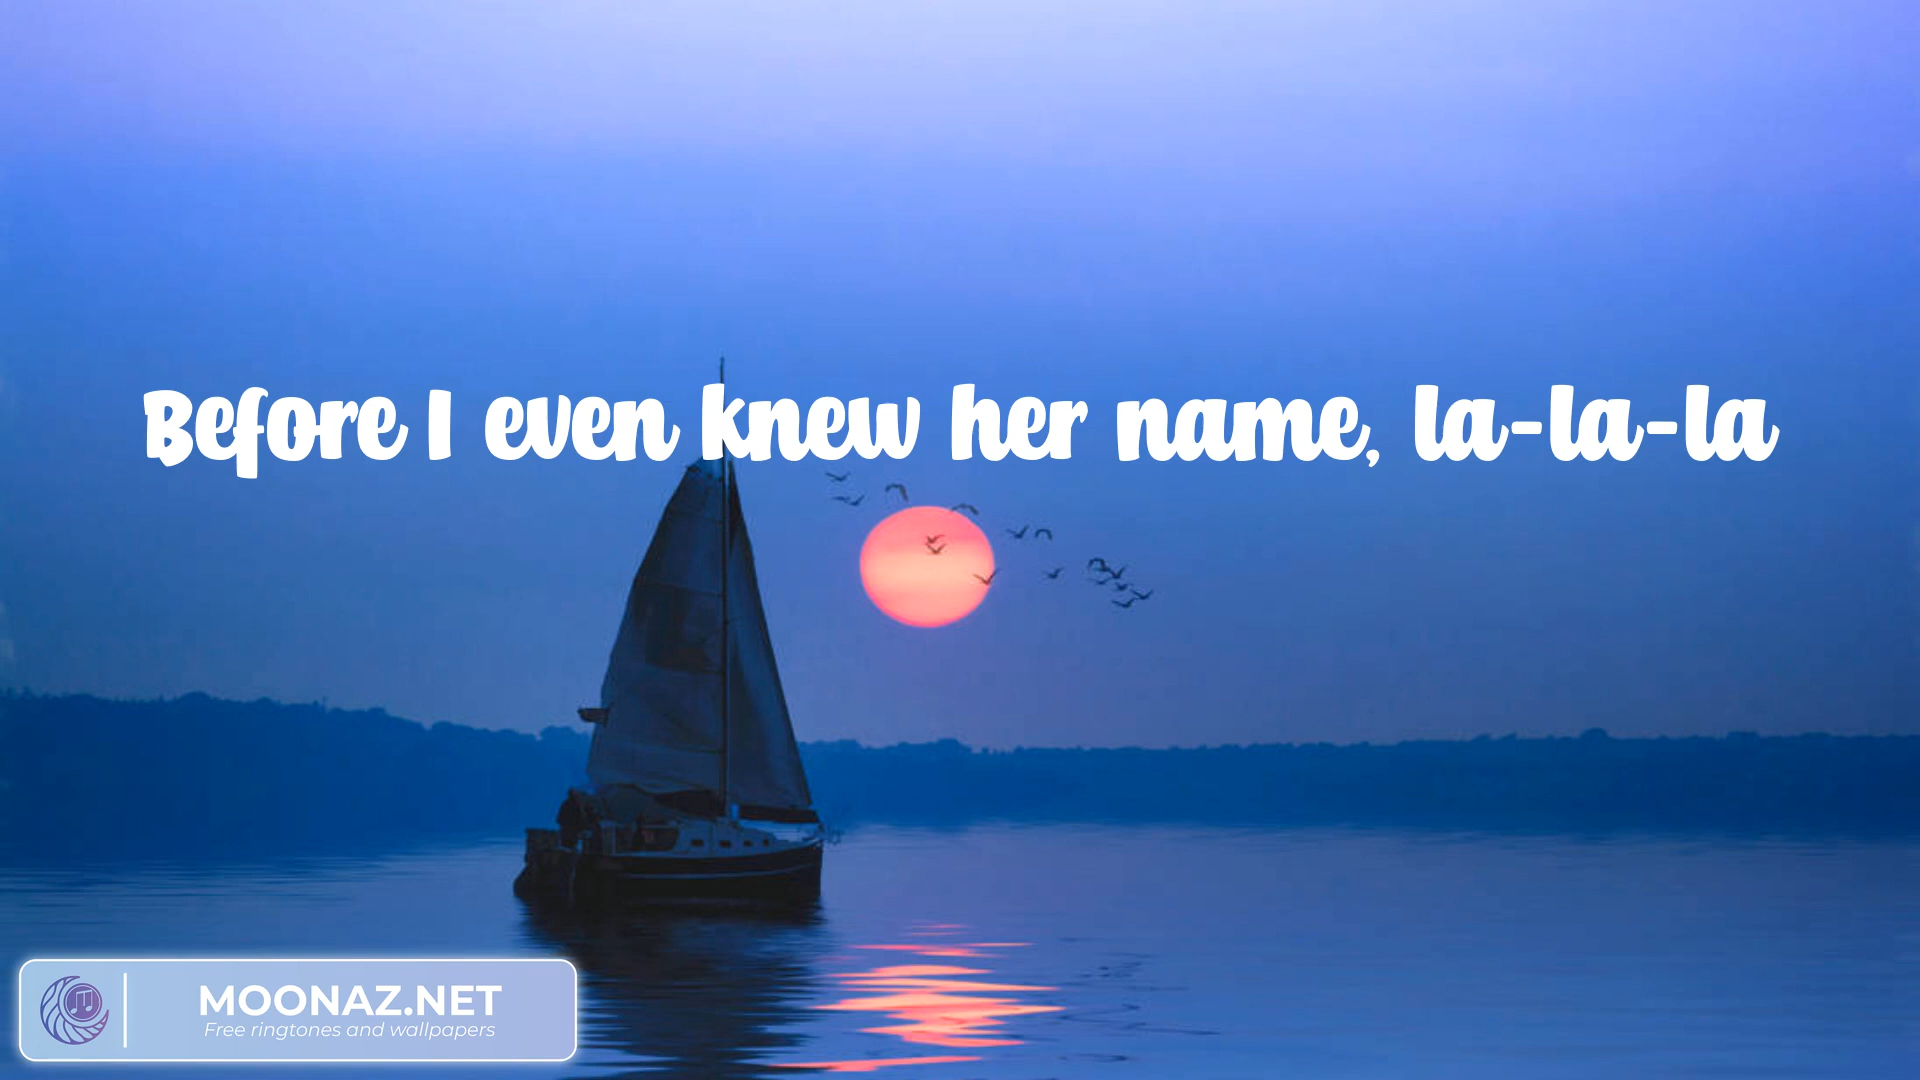 Before I even knew her name, la-la-la
MOONAZ.NET
Free ringtones and wallpapers